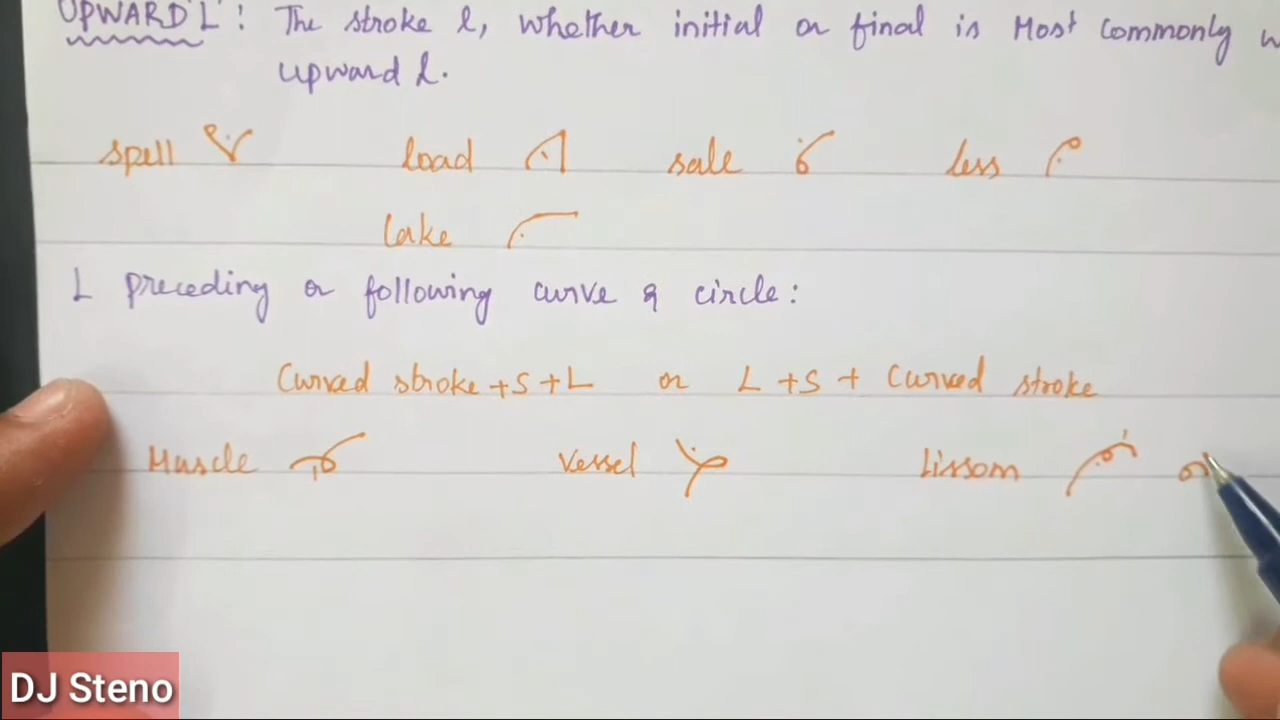 UPWARD 'L' : The stroke l, whether initial or final is Most commonly
upward l.
spell load sale less
lake
L preceding or following curve & circle :
Curved stroke + S + L or L + S + Curved stroke
Muscle Vessel Lissom
DJ Steno